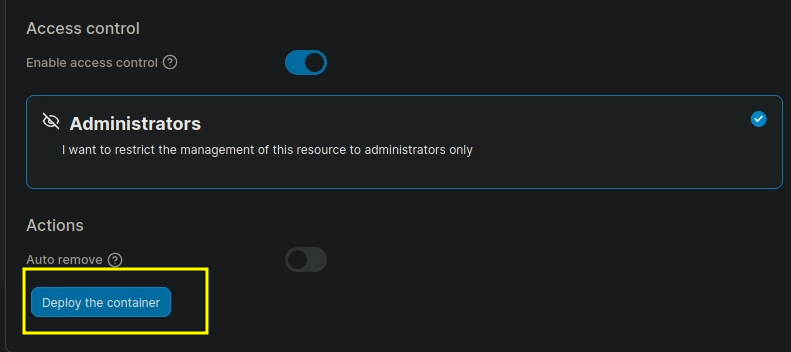 Access control
Enable access control
Administrators
I want to restrict the management of this resource to administrators only
Actions
Auto remove
Deploy the container